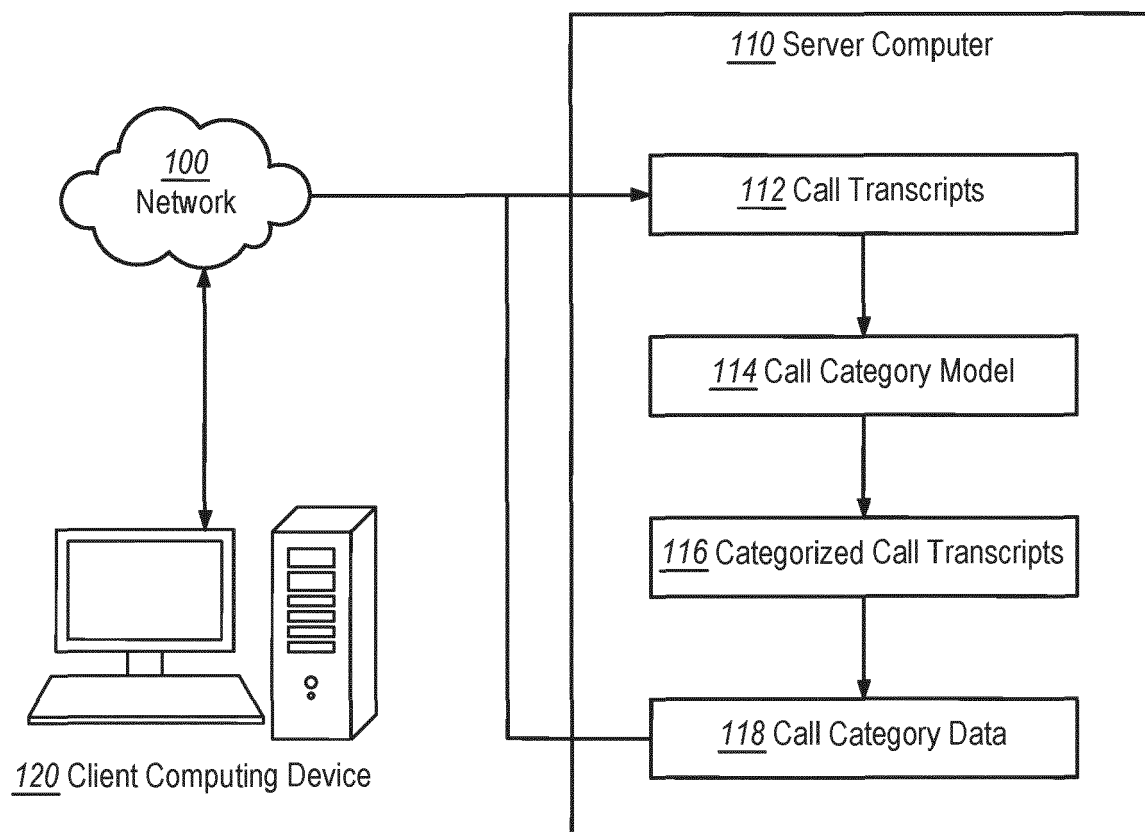 110 Server Computer
100
Network
112 Call Transcripts
114 Call Category Model
116 Categorized Call Transcripts
118 Call Category Data
120 Client Computing Device